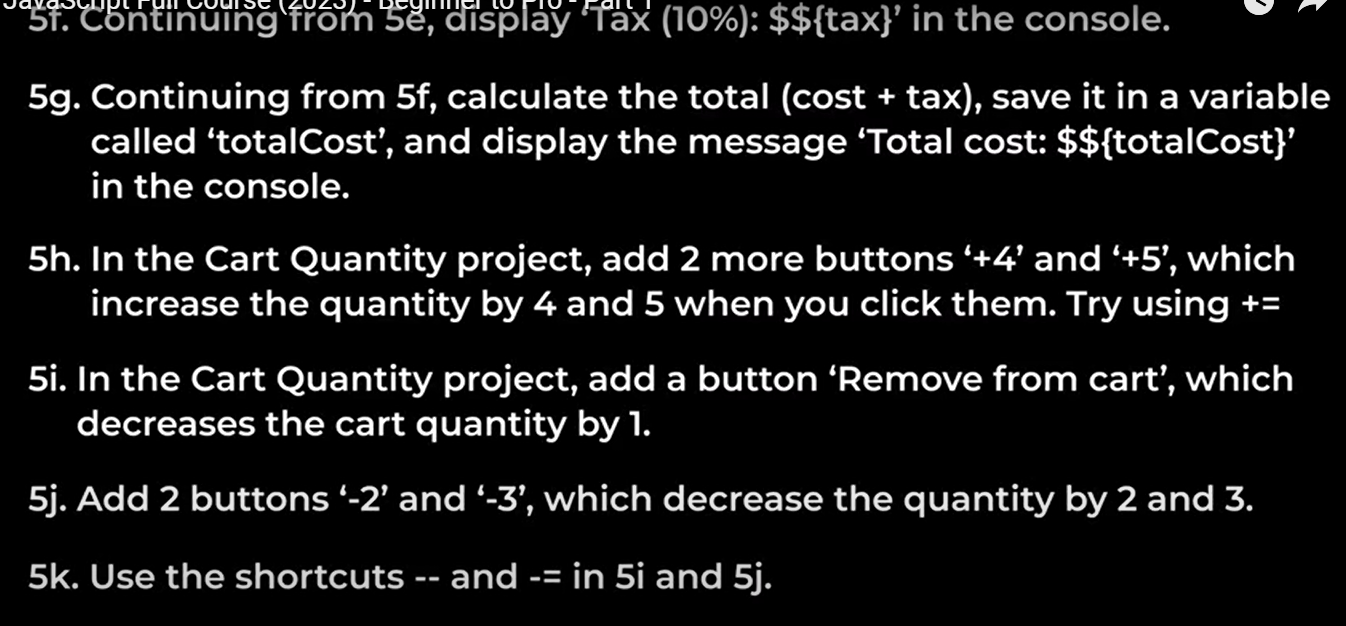 JavaScript Full Course (2023) - Beginner to Pro - Part 1
5f. Continuing from 5e, display ‘Tax (10%): $${tax}’ in the console.
5g. Continuing from 5f, calculate the total (cost + tax), save it in a variable
called ‘totalCost’, and display the message ‘Total cost: $${totalCost}’
in the console.
5h. In the Cart Quantity project, add 2 more buttons ‘+4’ and ‘+5’, which
increase the quantity by 4 and 5 when you click them. Try using +=
5i. In the Cart Quantity project, add a button ‘Remove from cart’, which
decreases the cart quantity by 1.
5j. Add 2 buttons ‘-2’ and ‘-3’, which decrease the quantity by 2 and 3.
5k. Use the shortcuts -- and -= in 5i and 5j.